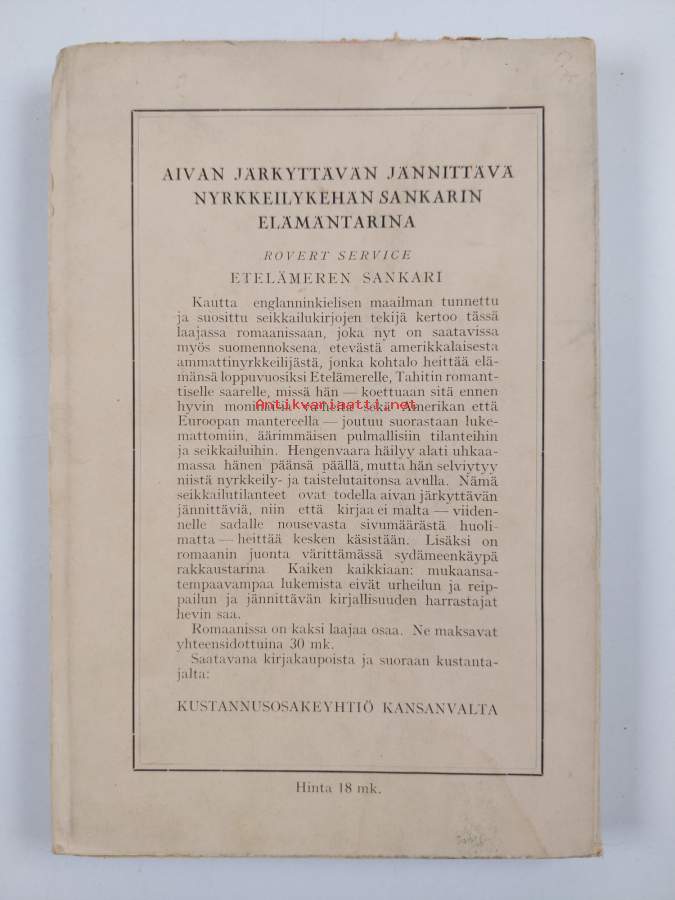 AIVAN JÄRKYTTÄVÄN JÄNNITTÄVÄ
NYRKKEILYKEHÄN SANKARIN
ELÄMÄNTARINA
ROVERT SERVICE
ETELÄMEREN SANKARI
Kautta englanninkielisen maailman tunnettu
ja suosittu seikkailukirjojen tekijä kertoo tässä
laajassa romaanissaan, joka nyt on saatavissa
myös suomennoksena, etevästä amerikkalaisesta
ammattinyrkkeilijästä, jonka kohtalo heittää elä-
mänsä loppuvuosiksi Etelämerelle, Tahitin romant-
tiselle saarelle, missä hän — koettuaan sitä ennen
hyvin sekä Amerikan että
Antikvariaatti.net
Euroopan mantereella — joutuu suorastaan luke-
mattomiin, äärimmäisen pulmallisiin tilanteihin
ja seikkailuihin. Hengenvaara häilyy alati uhkaa-
massa hänen päänsä päällä, mutta hän selviytyy
niistä nyrkkeily- ja taistelutaitonsa avulla. Nämä
seikkailutilanteet ovat todella aivan järkyttävän
jännittäviä, niin että kirjaa ei malta — viiden-
nelle sadalle nousevasta sivumäärästä huoli-
matta — heittää kesken käsistään. Lisäksi on
romaanin juonta värittämässä sydämeenkäypä
rakkaustarina. Kaiken kaikkiaan: mukaansa-
tempaavampaa lukemista eivät urheilun ja reip-
pailun ja jännittävän kirjallisuuden harrastajat
hevin saa.
Romaanissa on kaksi laajaa osaa. Ne maksavat
yhteensidottuina 30 mk.
Saatavana kirjakaupoista ja suoraan kustanta-
jalta:
KUSTANNUSOSAKEYHTIÖ KANSANVALTA
Hinta 18 mk.